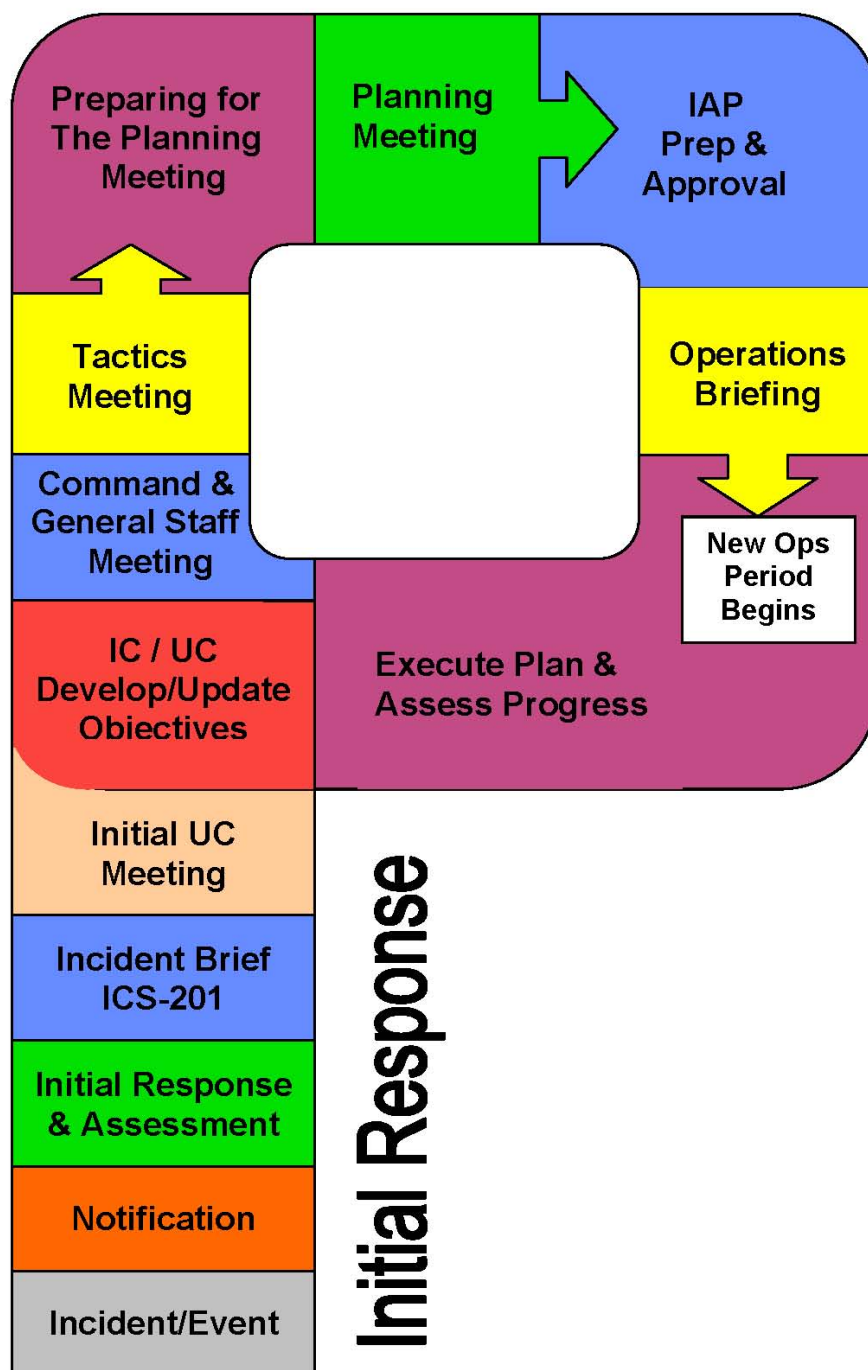 Preparing for
The Planning
Meeting
Planning
Meeting
IAP
Prep &
Approval
Tactics
Meeting
Operations
Briefing
Command &
General Staff
Meeting
New Ops
Period
Begins
IC / UC
Develop/Update
Objectives
Execute Plan &
Assess Progress
Initial UC
Meeting
Incident Brief
ICS-201
Initial Response
& Assessment
Notification
Incident/Event
Initial Response